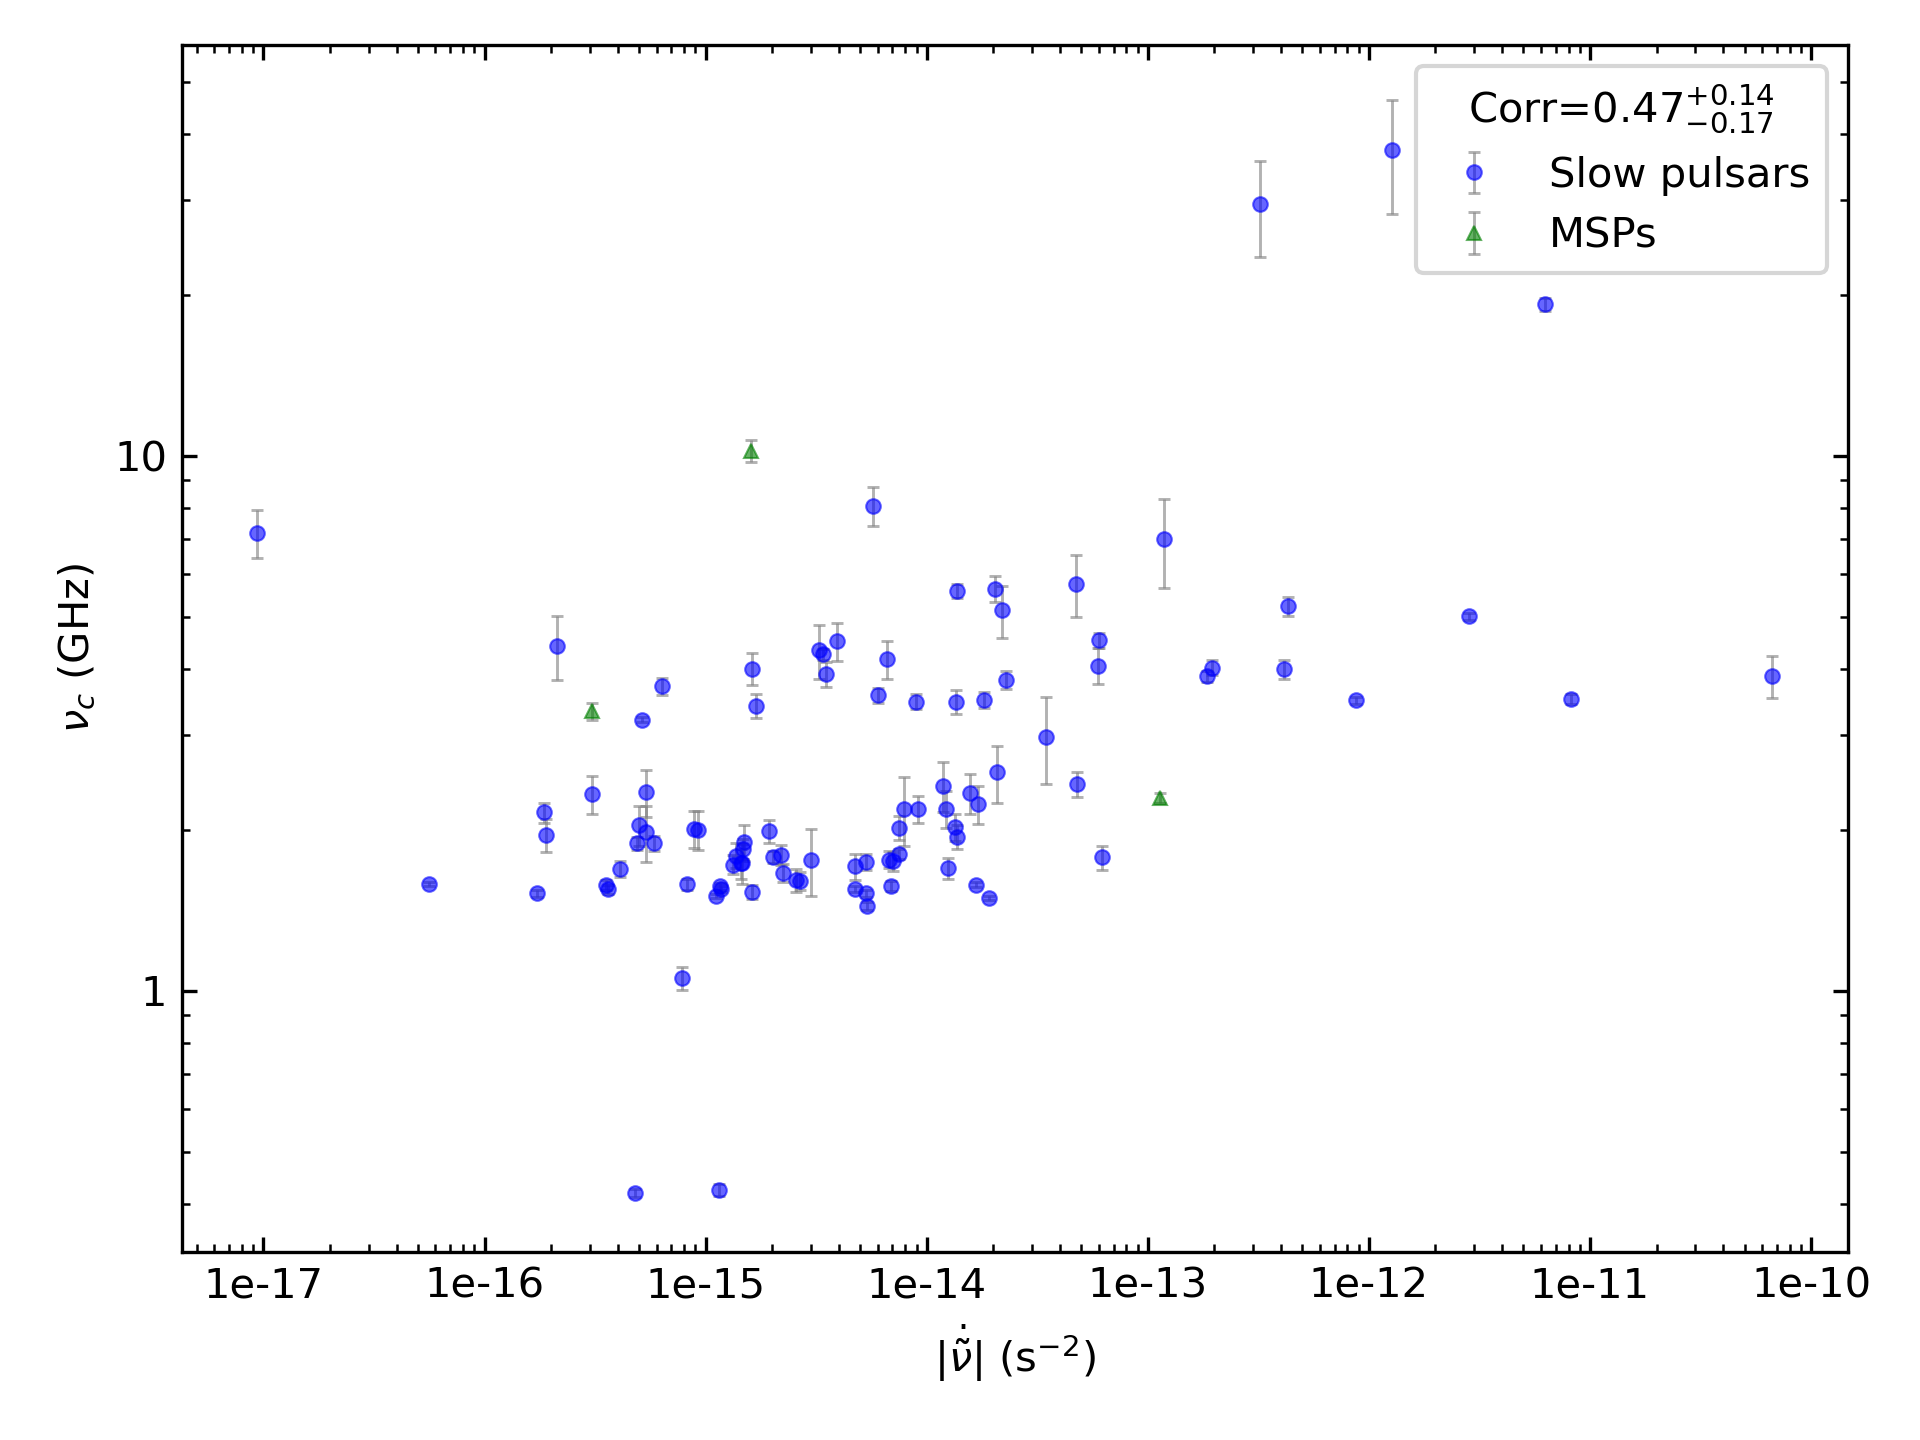 Corr=0.47$^{+0.14}_{-0.17}$
Slow pulsars
MSPs
10
1
ν_c (GHz)
1e-17 1e-16 1e-15 1e-14 1e-13 1e-12 1e-11 1e-10
|ν̃̇| (s⁻²)